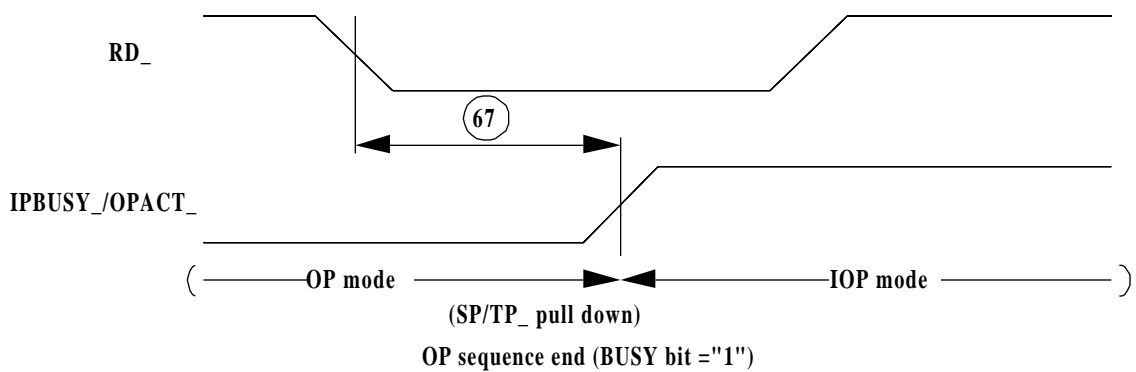 RD_
67
IPBUSY_/OPACT_
( OP mode IOP mode )
(SP/TP_ pull down)
OP sequence end (BUSY bit ="1")